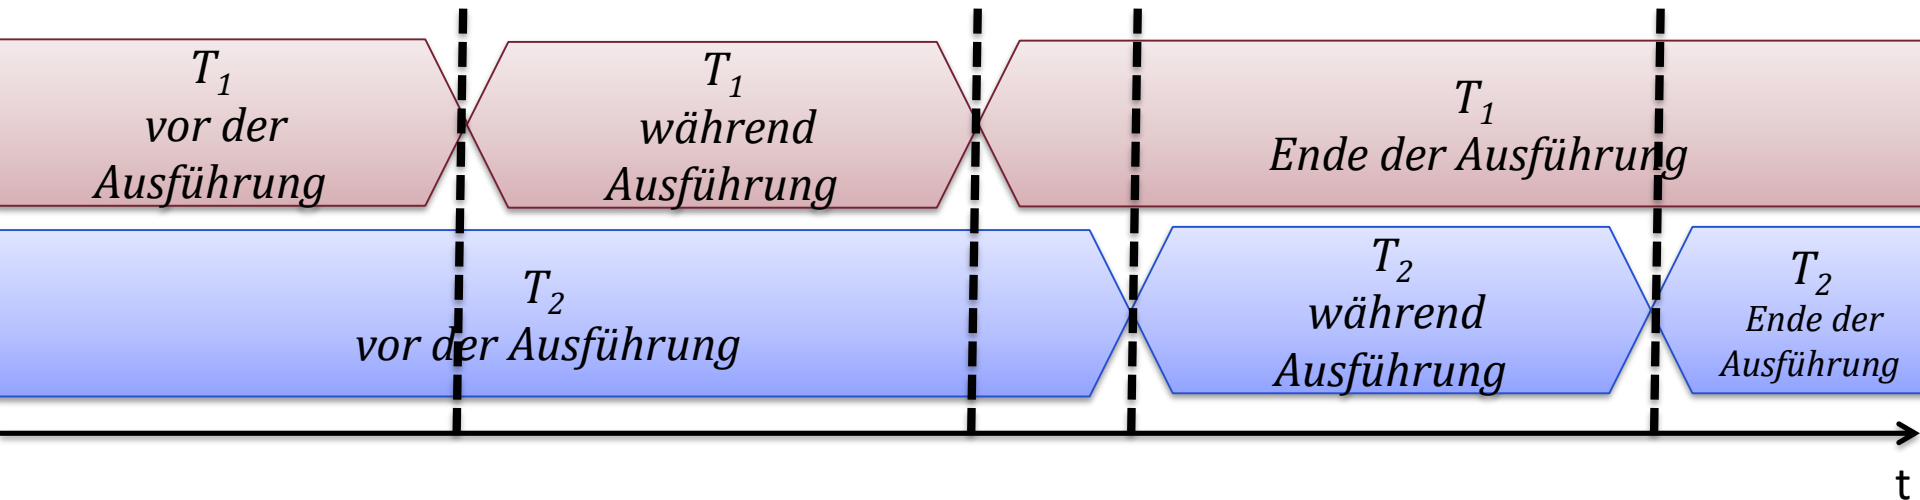 T₁
vor der
Ausführung
T₁
während
Ausführung
T₁
Ende der Ausführung
T₂
vor der Ausführung
T₂
während
Ausführung
T₂
Ende der
Ausführung
t